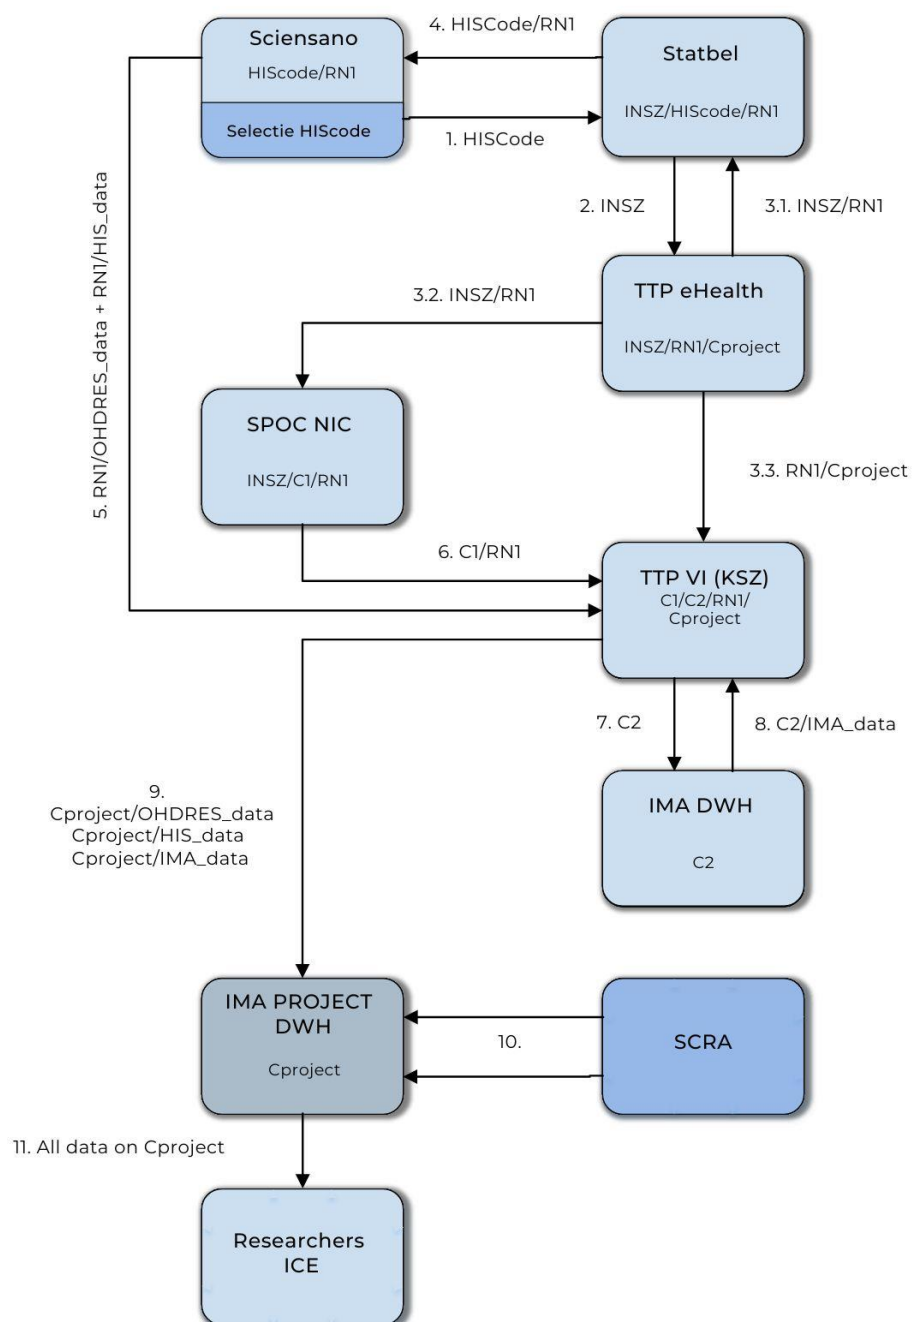 4. HISCode/RN1
Sciensano
HIScode/RN1
Selectie HIScode
Statbel
INSZ/HIScode/RN1
1. HISCode
2. INSZ
3.1. INSZ/RN1
5. RN1/OHDRES_data + RN1/HIS_data
3.2. INSZ/RN1
TTP eHealth
INSZ/RN1/Cproject
SPOC NIC
INSZ/C1/RN1
3.3. RN1/Cproject
6. C1/RN1
TTP VI (KSZ)
C1/C2/RN1/
Cproject
7. C2
8. C2/IMA_data
9.
Cproject/OHDRES_data
Cproject/HIS_data
Cproject/IMA_data
IMA DWH
C2
IMA PROJECT
DWH
Cproject
10.
SCRA
11. All data on Cproject
Researchers
ICE